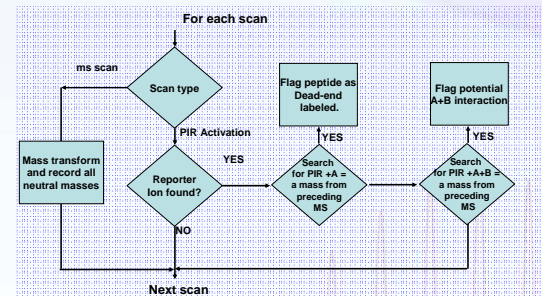 For each scan
ms scan
Scan type
PIR Activation
Mass transform
and record all
neutral masses
Reporter
Ion found?
YES
NO
Flag peptide as
Dead-end
labeled.
YES
Search
for PIR +A =
a mass from
preceding
MS
Flag potential
A+B interaction
YES
Search
for PIR +A+B =
a mass from
preceding
MS
Next scan